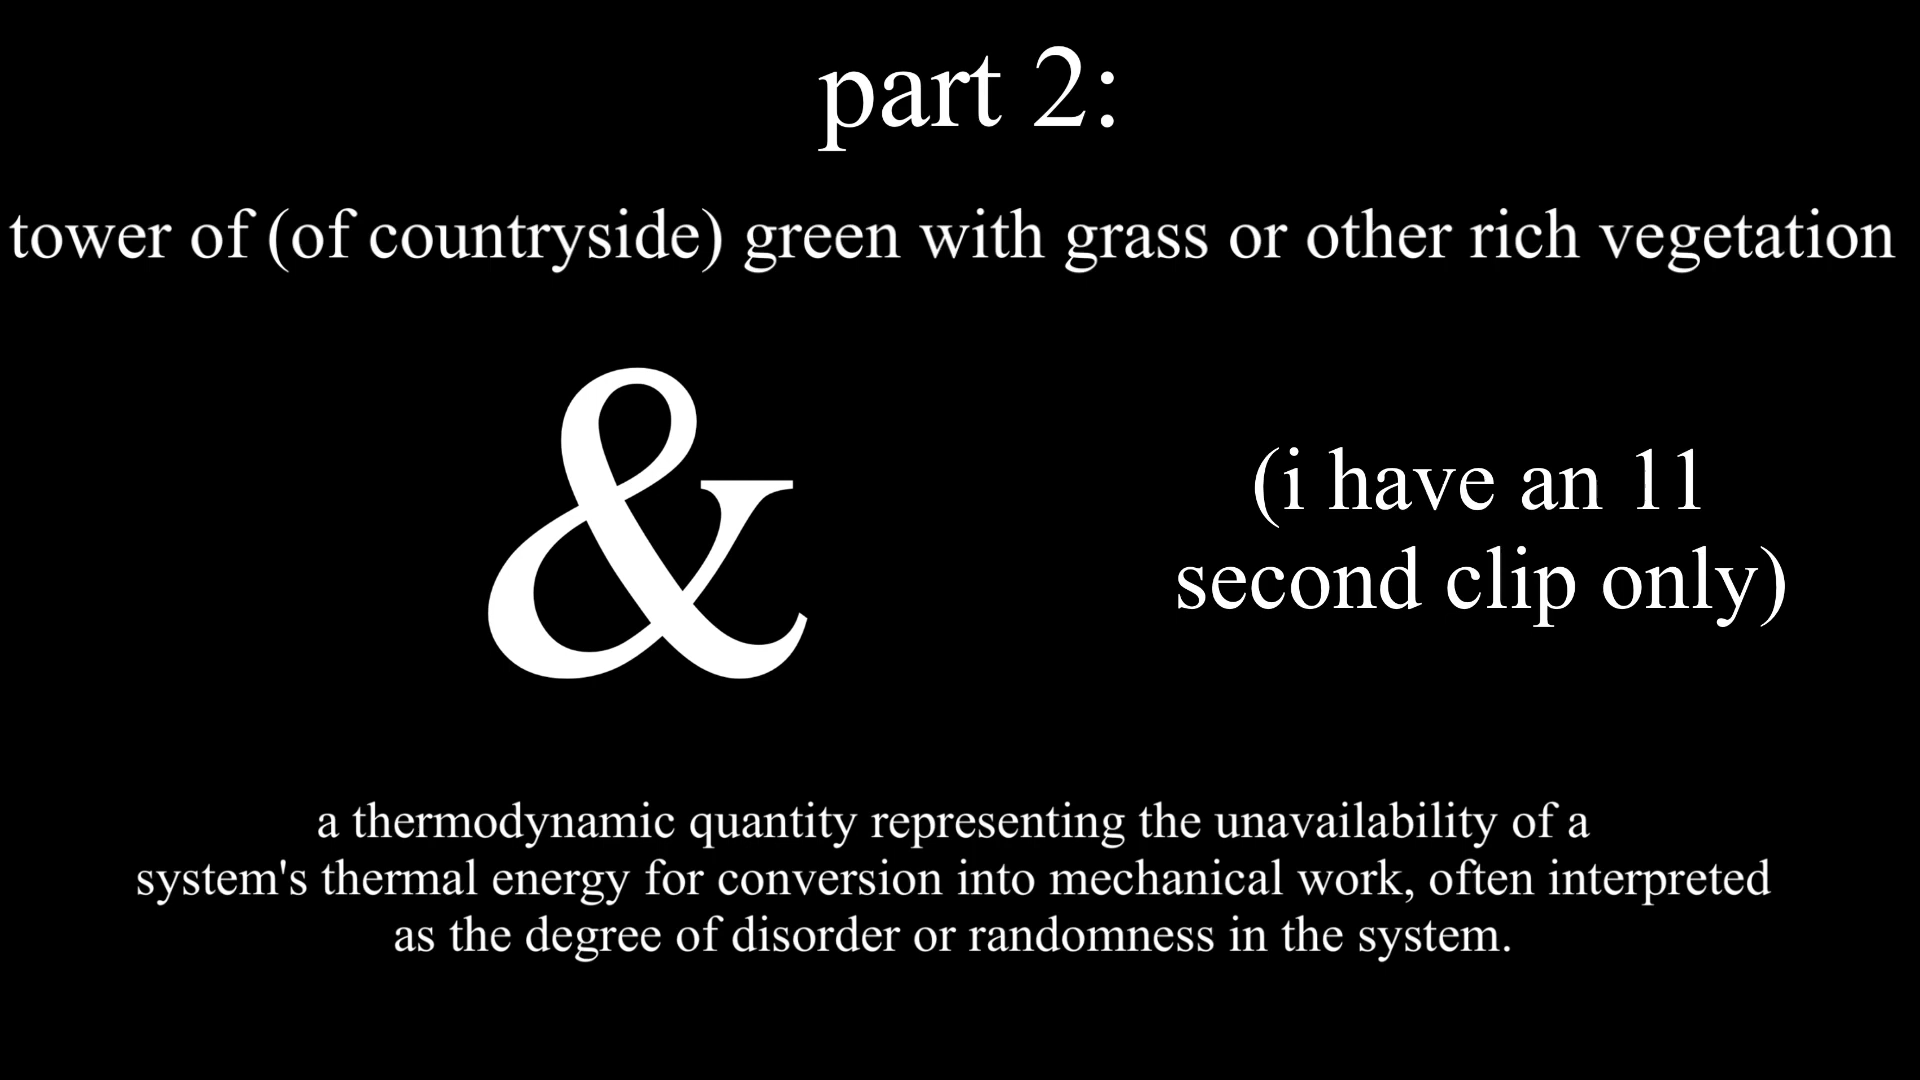 part 2:
tower of (of countryside) green with grass or other rich vegetation
&
(i have an 11
second clip only)
a thermodynamic quantity representing the unavailability of a
system's thermal energy for conversion into mechanical work, often interpreted
as the degree of disorder or randomness in the system.